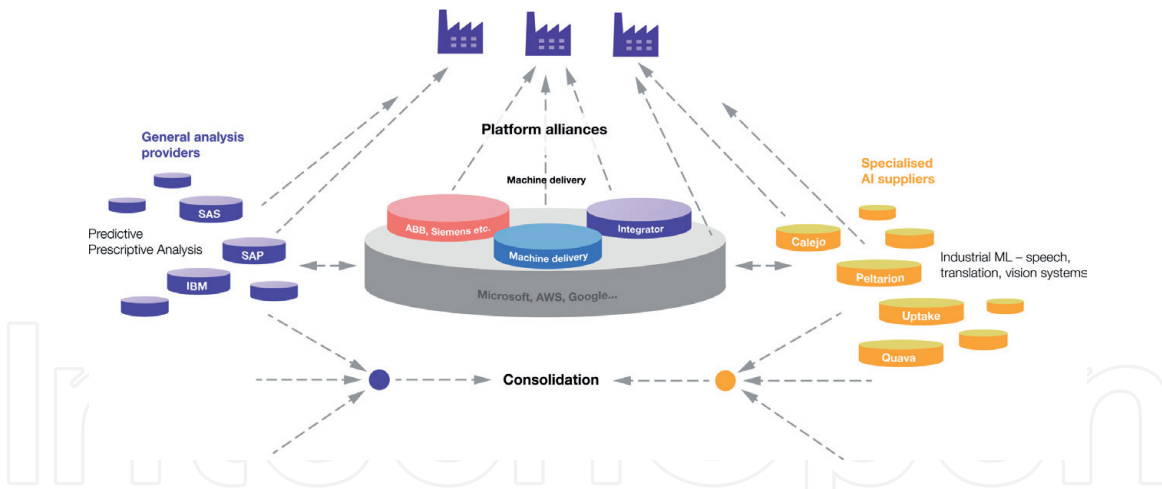 Platform alliances
General analysis
providers
Machine delivery
Specialised
AI suppliers
SAS
ABB, Siemens etc.
Integrator
Calejo
Predictive
Prescriptive Analysis
SAP
Machine delivery
Industrial ML – speech,
translation, vision systems
Peltarion
IBM
Microsoft, AWS, Google...
Uptake
Quava
Consolidation
IntechOpen